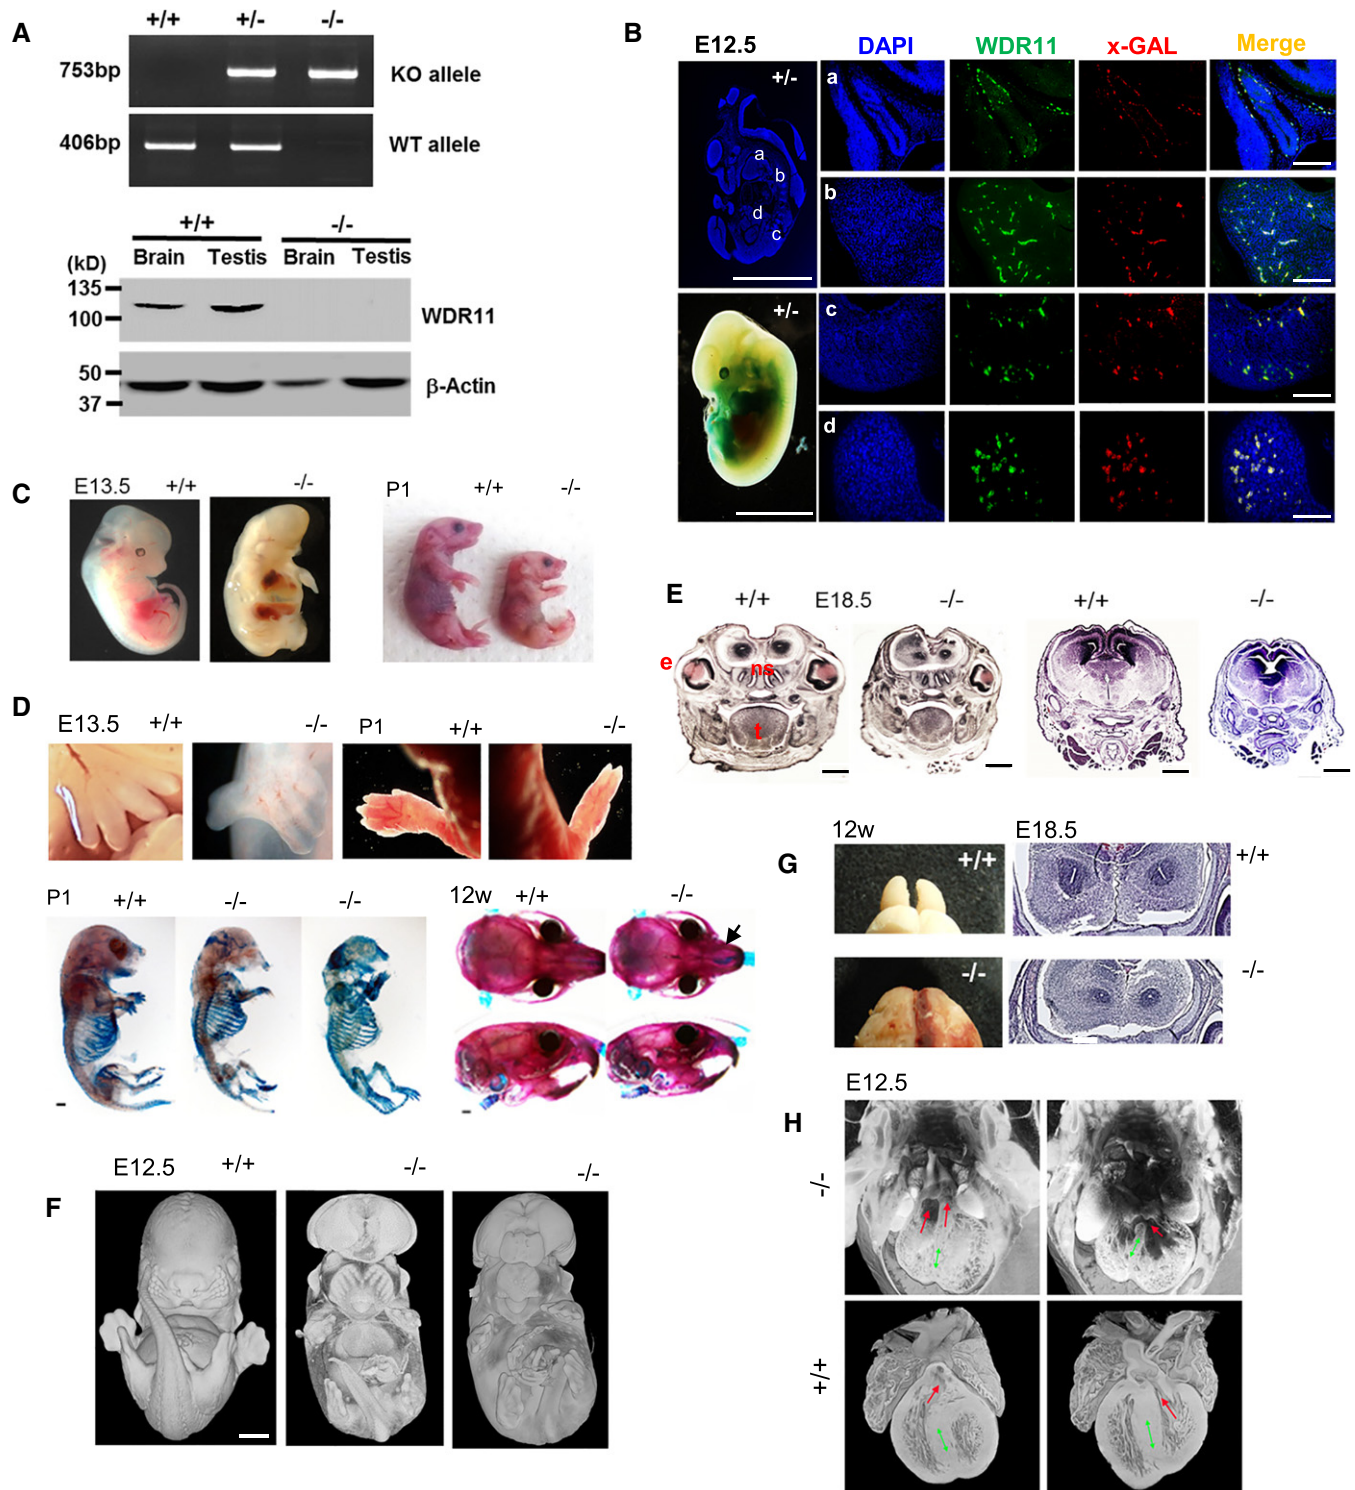 A
+/+ +/- -/-
753bp KO allele
406bp WT allele
+/+ -/-
(kD) Brain Testis Brain Testis
135
100 WDR11
50
37 β-Actin
B
E12.5 DAPI WDR11 x-GAL Merge
+/-
a
b
d
c
+/-
a
b
c
d
C
E13.5 +/+ -/- P1 +/+ -/-
D
E13.5 +/+ -/- P1 +/+ -/-
P1 +/+ -/- -/- 12w +/+ -/-
E
+/+ E18.5 -/- +/+ -/-
e ns
t
F
E12.5 +/+ -/- -/-
G
12w E18.5
+/+ +/+
-/- -/-
H
E12.5
-/-
+/+